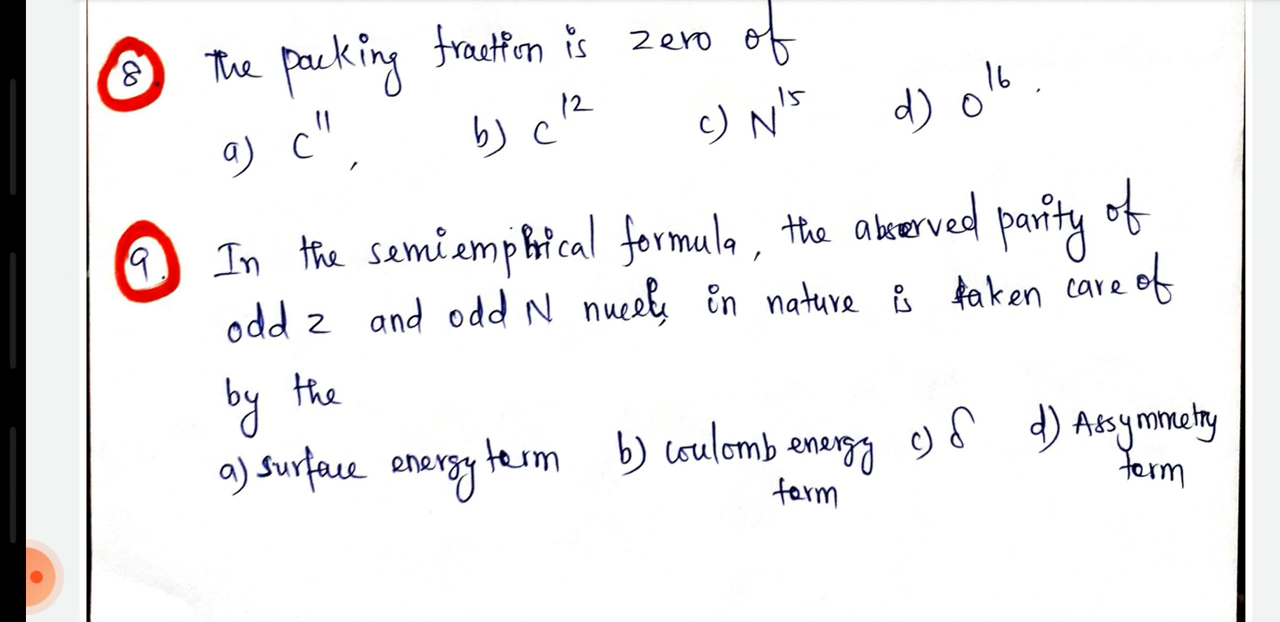 8. The packing fraction is zero of
a) C¹¹, b) C¹² c) N¹⁵ d) O¹⁶.
9. In the semiempirical formula, the abserved parity of
odd z and odd N nuclei, in nature is taken care of
by the
a) surface energy term b) coulomb energy term c) δ d) Assymmetry term